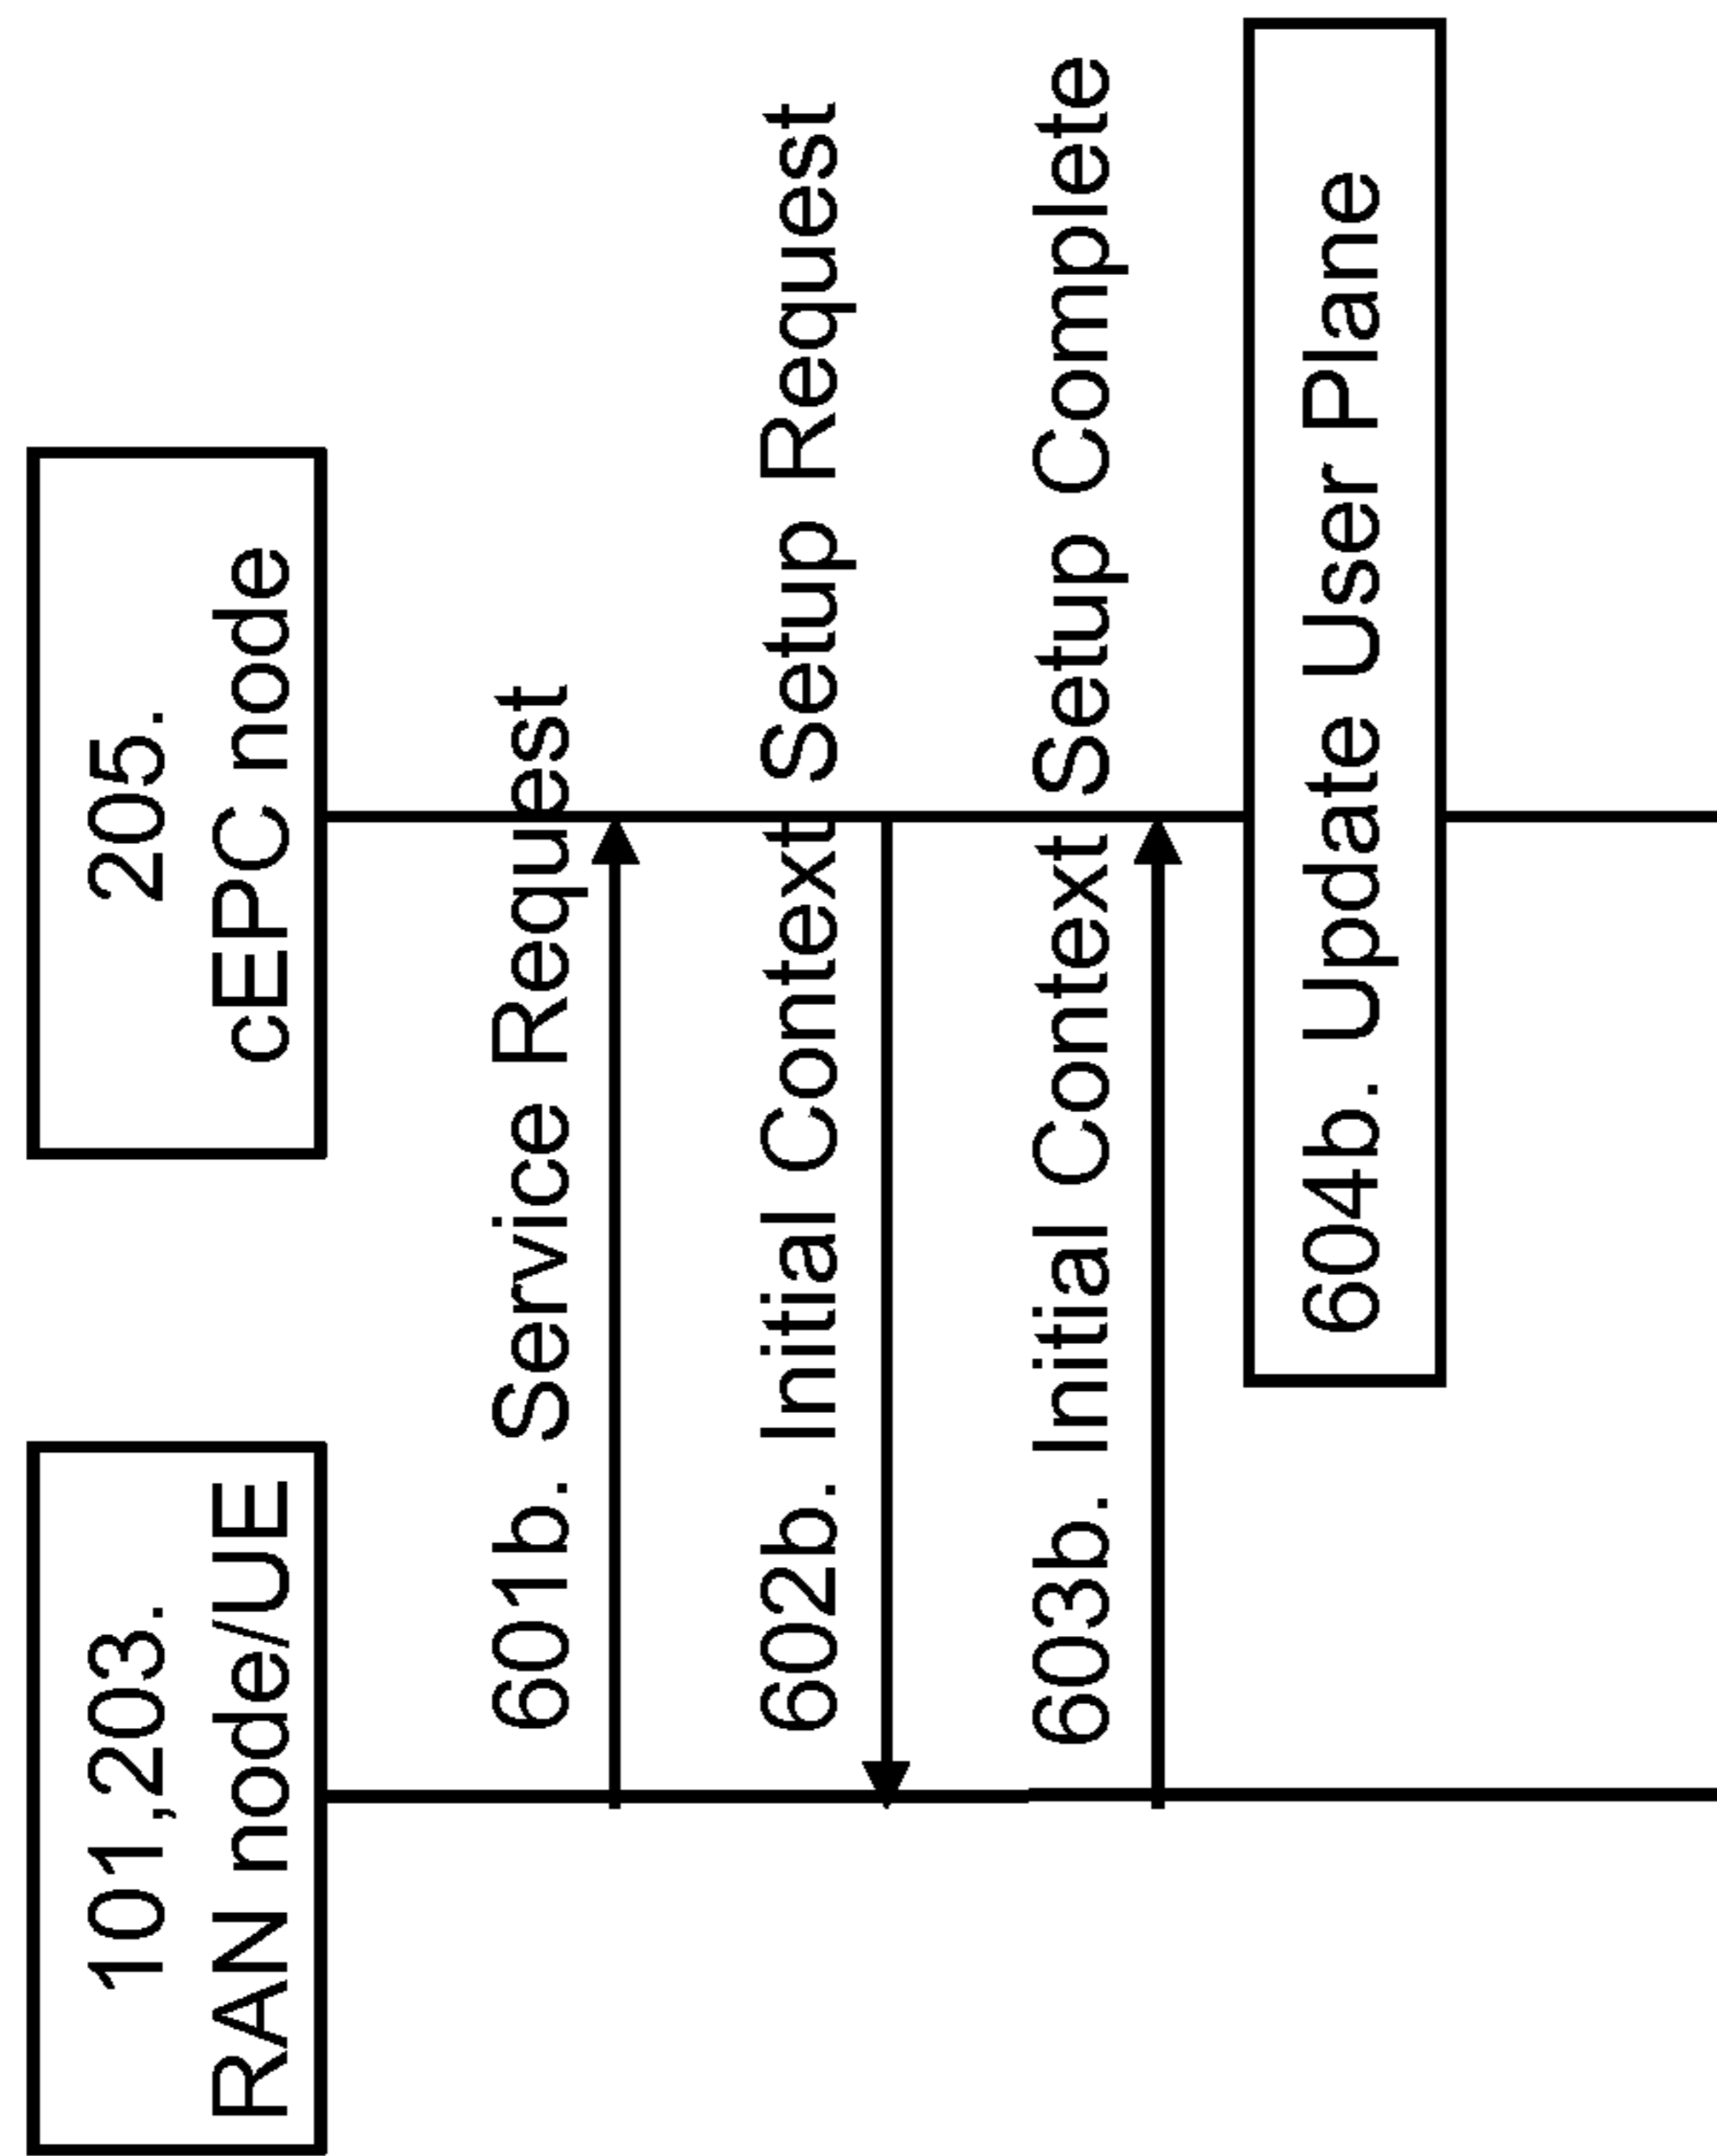 101,203.
RAN node/UE
205.
cEPC node
601b. Service Request
602b. Initial Context Setup Request
603b. Initial Context Setup Complete
604b. Update User Plane